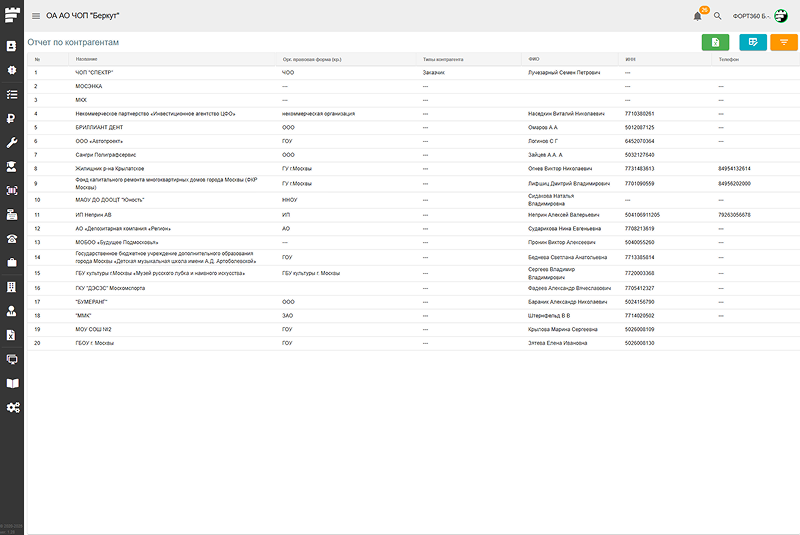 ОА АО ЧОП "Беркут" 26 ФОРТ360 Б.-.
Отчет по контрагентам
№ Название Орг. правовая форма (кр.) Типы контрагента ФИО ИНН Телефон
1 ЧОП "СПЕКТР" ЧОО Заказчик Лучезарный Семен Петрович ---
2 МОСЭНКА --- --- --- ---
3 МКК --- --- --- ---
4 Некоммерческое партнерство «Инвестиционное агентство ЦФО» некоммерческая организация --- Наседкин Виталий Николаевич 7710380261 ---
5 БРИЛЛИАНТ ДЕНТ ООО --- Омаров А.А. 5012087125 ---
6 ООО «Автопроект» ГОУ --- Логинов С Г 6452070364 ---
7 Сангри Полиграфсервис ООО --- Зайцев А.А. А. 5032127640
8 Жилищник р-на Крылатское ГУ г.Москвы --- Огнев Виктор Николаевич 7731483613 84954132614
9 Фонд капитального ремонта многоквартирных домов города Москвы (ФКР Москвы) ГУ г.Москвы --- Лифшиц Дмитрий Владимирович 7701090559 84956202000
10 МАОУ ДО ДООЦТ "Юность" ННОУ --- Сидакова Наталья Владимировна --- ---
11 ИП Неприн АВ ИП --- Неприн Алексей Валерьевич 504106911205 79263056678
12 АО «Депозитарная компания «Регион» АО --- Сударикова Нина Евгеньевна 7708213619 ---
13 МОБОО «Будущее Подмосковья» --- --- Пронин Виктор Алексеевич 5040055260 ---
14 Государственное бюджетное учреждение дополнительного образования города Москвы «Детская музыкальная школа имени А.Д. Артоболевской» ГОУ --- Беднева Светлана Анатольевна 7713385814 ---
15 ГБУ культуры г.Москвы «Музей русского лубка и наивного искусства» ГБУ культуры г. Москвы --- Сергеев Владимир Владимирович 7720003368 ---
16 ГКУ "ДЭСЭС" Москомспорта --- Фадеев Александр Вячеславович 7705412327 ---
17 "БУМЕРАНГ" ООО --- Бараник Александр Николаевич 5024156790 ---
18 "ММК" ЗАО --- Штернфельд В В 7714020502 ---
19 МОУ СОШ №2 ГОУ --- Крылова Марина Сергеевна 5026008109
20 ГБОУ г. Москвы ГОУ --- Зятева Елена Ивановна 5026008130